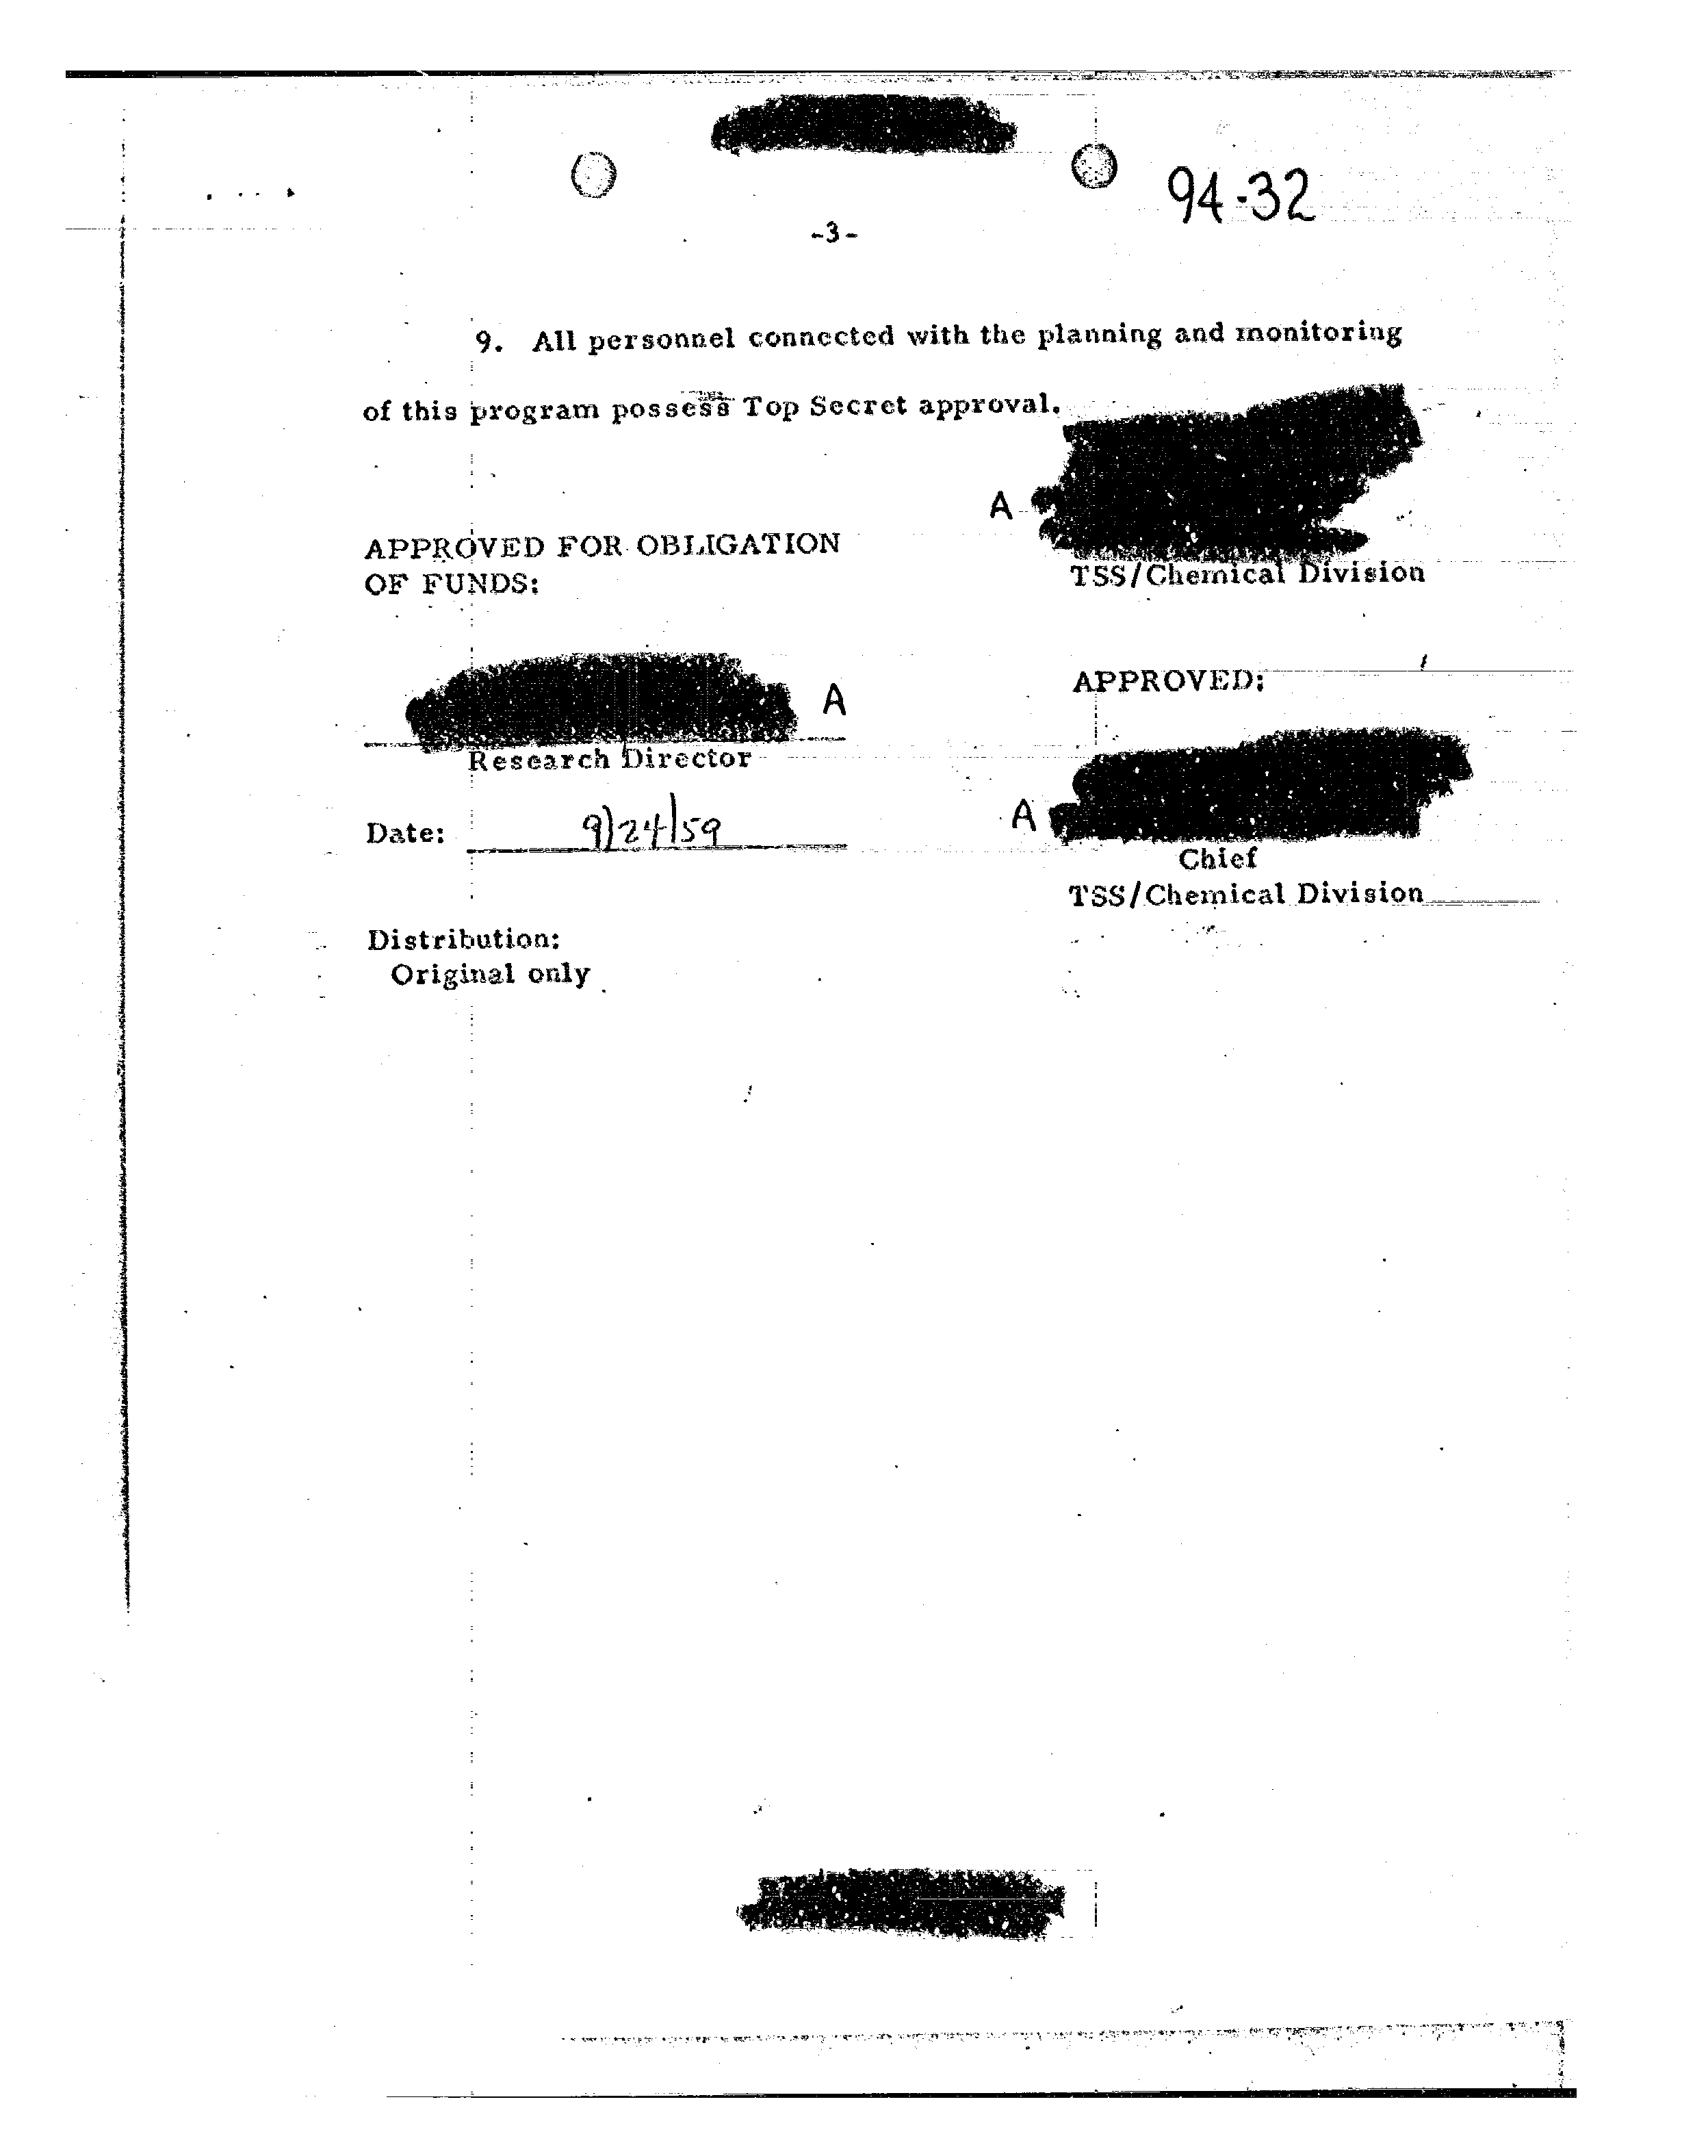 94-32
-3-
9. All personnel connected with the planning and monitoring
of this program possess Top Secret approval.
A
TSS/Chemical Division
APPROVED FOR OBLIGATION
OF FUNDS:
A
Research Director
APPROVED:
Date: 9/24/59
A
Chief
TSS/Chemical Division
Distribution:
Original only